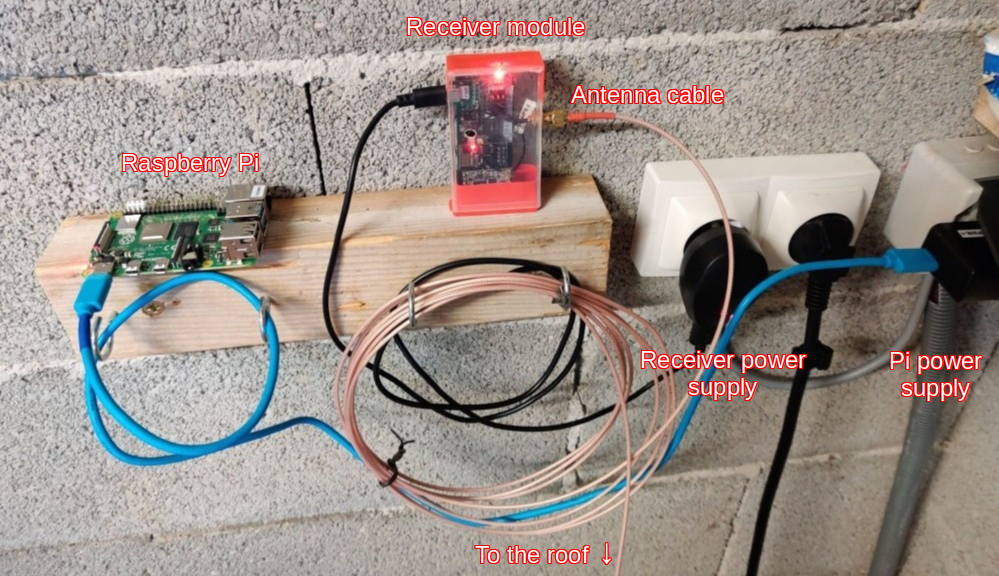 Receiver module
Antenna cable
Raspberry Pi
Receiver power
supply
Pi power
supply
To the roof ↓